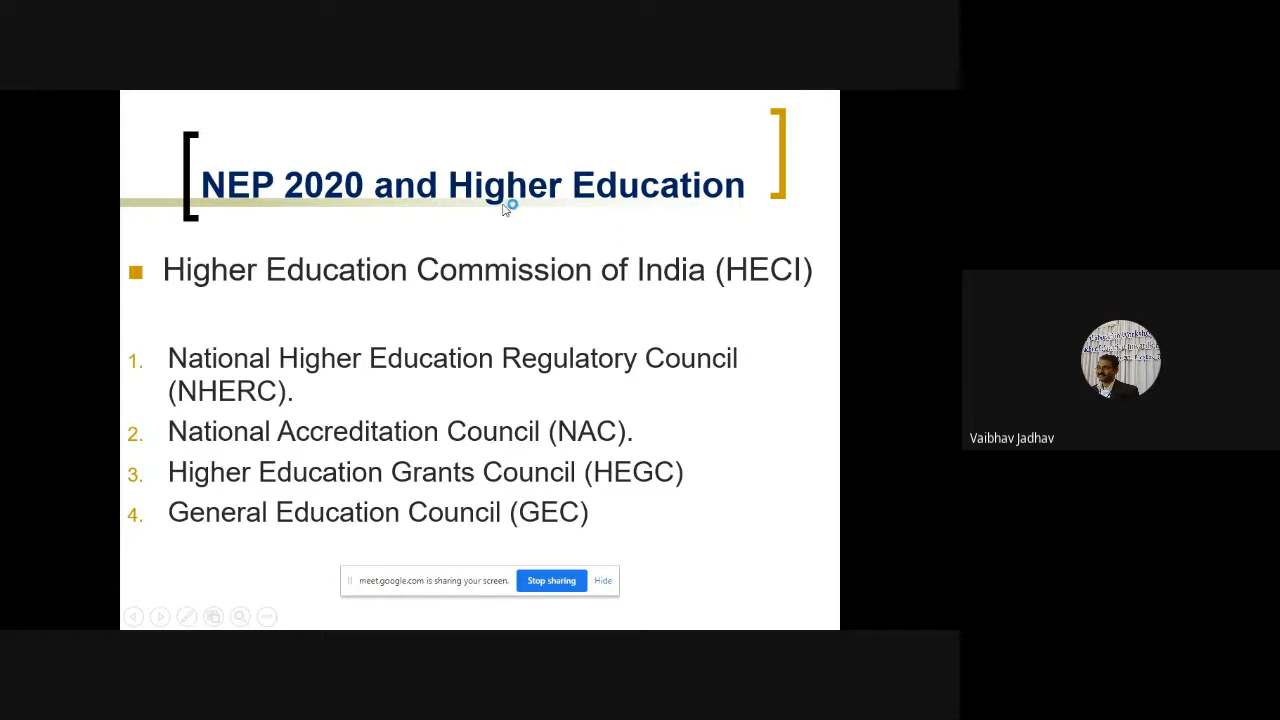 NEP 2020 and Higher Education
Higher Education Commission of India (HECI)
1. National Higher Education Regulatory Council
(NHERC).
2. National Accreditation Council (NAC).
3. Higher Education Grants Council (HEGC)
4. General Education Council (GEC)
meet.google.com is sharing your screen. Stop sharing Hide
Vaibhav Jadhav